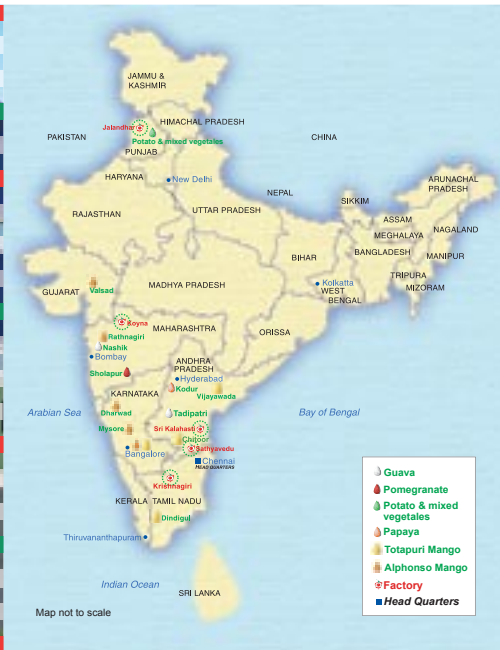 JAMMU &
KASHMIR
Jalandhar
HIMACHAL PRADESH
PAKISTAN
CHINA
Potato & mixed vegetales
PUNJAB
HARYANA
New Delhi
NEPAL
ARUNACHAL
PRADESH
SIKKIM
RAJASTHAN
UTTAR PRADESH
ASSAM
NAGALAND
MEGHALAYA
BIHAR
BANGLADESH
MANIPUR
TRIPURA
MIZORAM
GUJARAT
Valsad
MADHYA PRADESH
Kolkatta
WEST
BENGAL
Koyna
MAHARASHTRA
ORISSA
Rathnagiri
Nashik
Bombay
ANDHRA
PRADESH
Sholapur
Hyderabad
Kodur
Vijayawada
KARNATAKA
Arabian Sea
Dharwad
Tadipatri
Bay of Bengal
Mysore
Sri Kalahasti
Chitoor
Sathyavedu
Bangalore
Chennai
HEAD QUARTERS
Krishnagiri
KERALA
TAMIL NADU
Dindigul
Thiruvananthapuram
Indian Ocean
SRI LANKA
Map not to scale
Guava
Pomegranate
Potato & mixed
vegetales
Papaya
Totapuri Mango
Alphonso Mango
Factory
Head Quarters